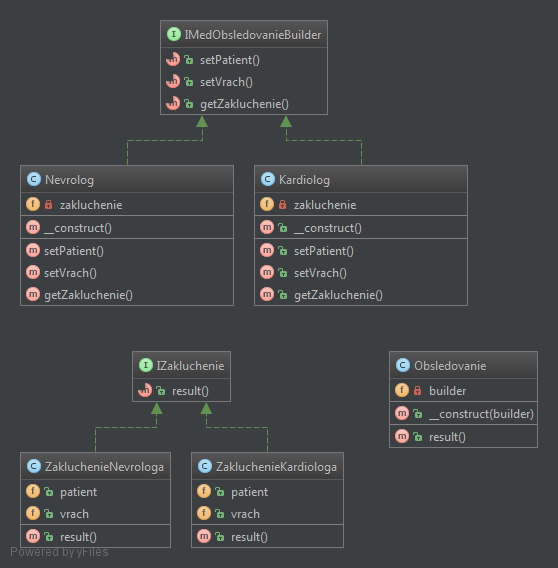 I IMedObsledovanieBuilder
m setPatient()
m setVrach()
m getZakluchenie()
C Nevrolog
f zakluchenie
m __construct()
m setPatient()
m setVrach()
m getZakluchenie()
C Kardiolog
f zakluchenie
m __construct()
m setPatient()
m setVrach()
m getZakluchenie()
I IZakluchenie
m result()
C Obsledovanie
f builder
m __construct(builder)
m result()
C ZakluchenieNevrologa
f patient
f vrach
m result()
C ZakluchenieKardiologa
f patient
f vrach
m result()
Powered by yFiles